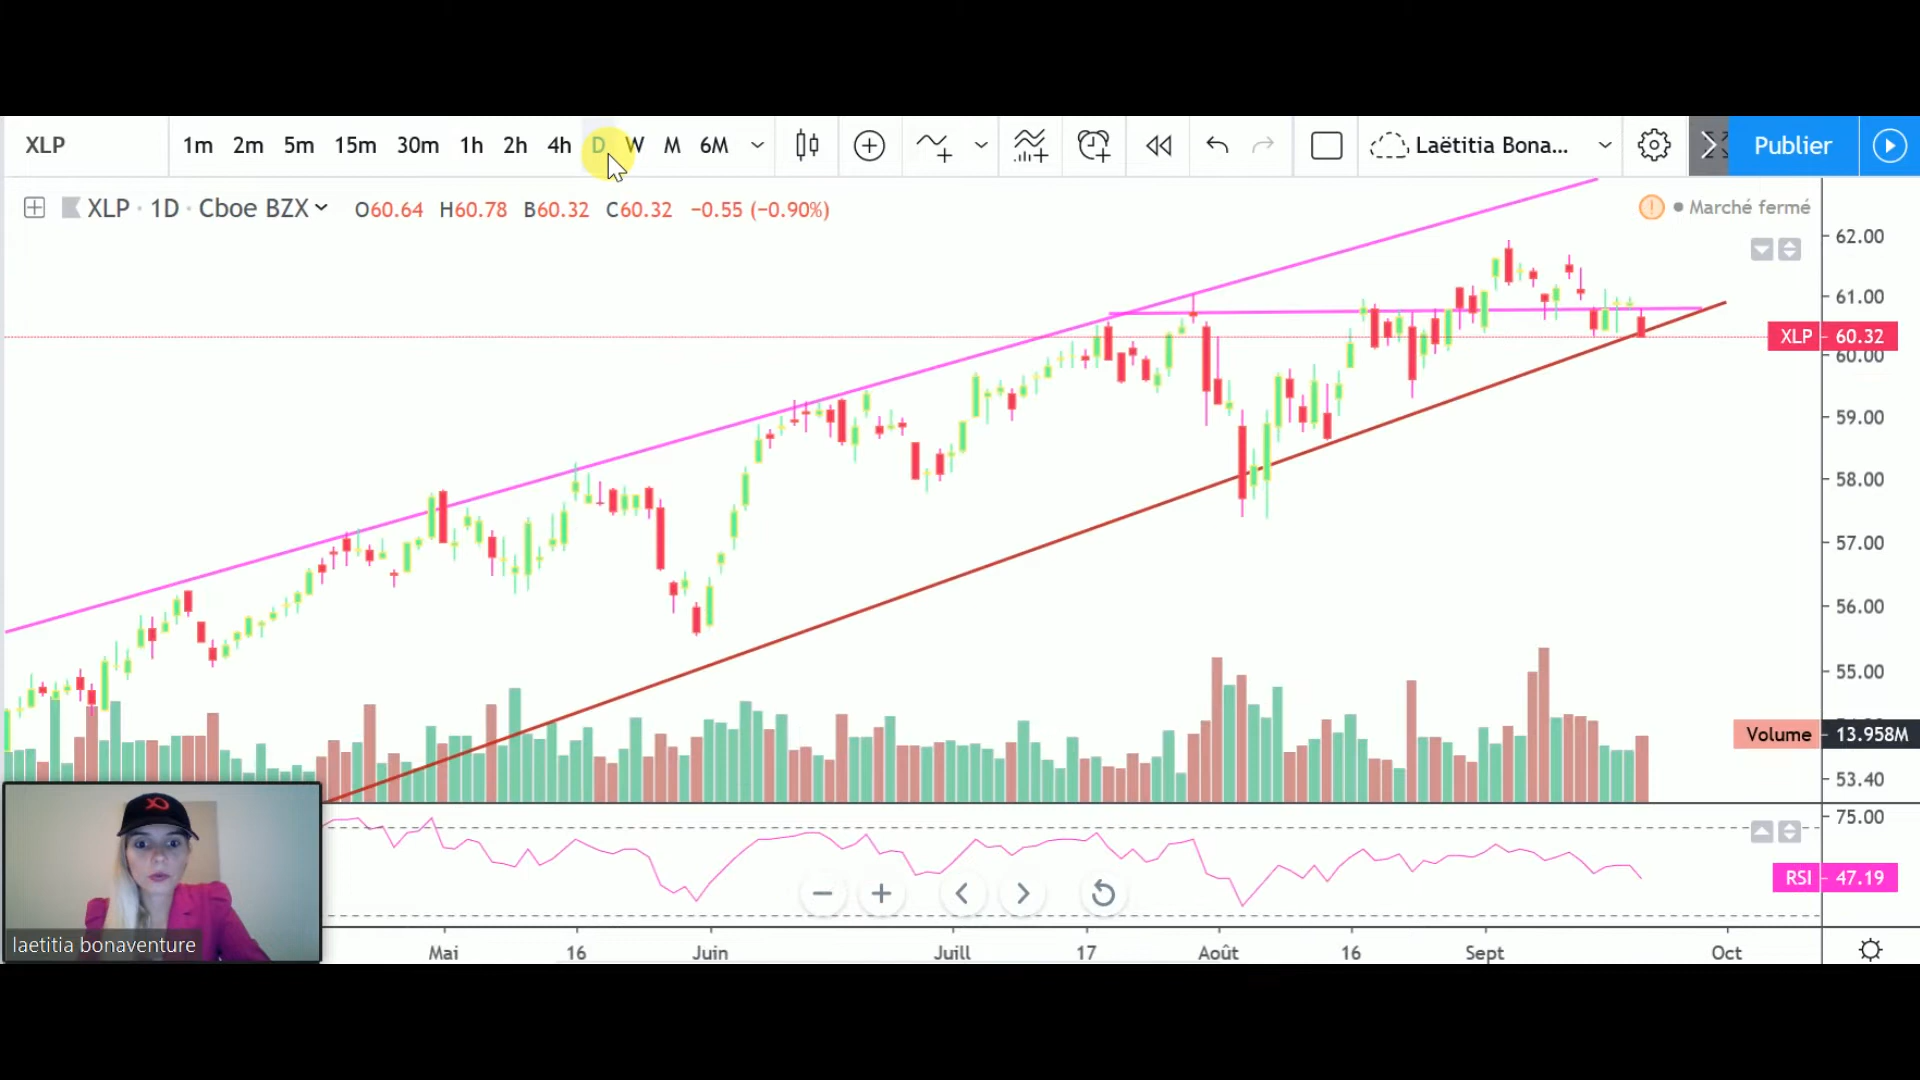 XLP 1m 2m 5m 15m 30m 1h 2h 4h D W M 6M Laëtitia Bona... Publier
XLP · 1D · Cboe BZX O60.64 H60.78 B60.32 C60.32 −0.55 (−0.90%)
Marché fermé
62.00
61.00
XLP 60.32
60.00
59.00
58.00
57.00
56.00
55.00
Volume 13.958M
53.40
75.00
RSI 47.19
laetitia bonaventure
Mai 16 Juin Juill 17 Août 16 Sept Oct